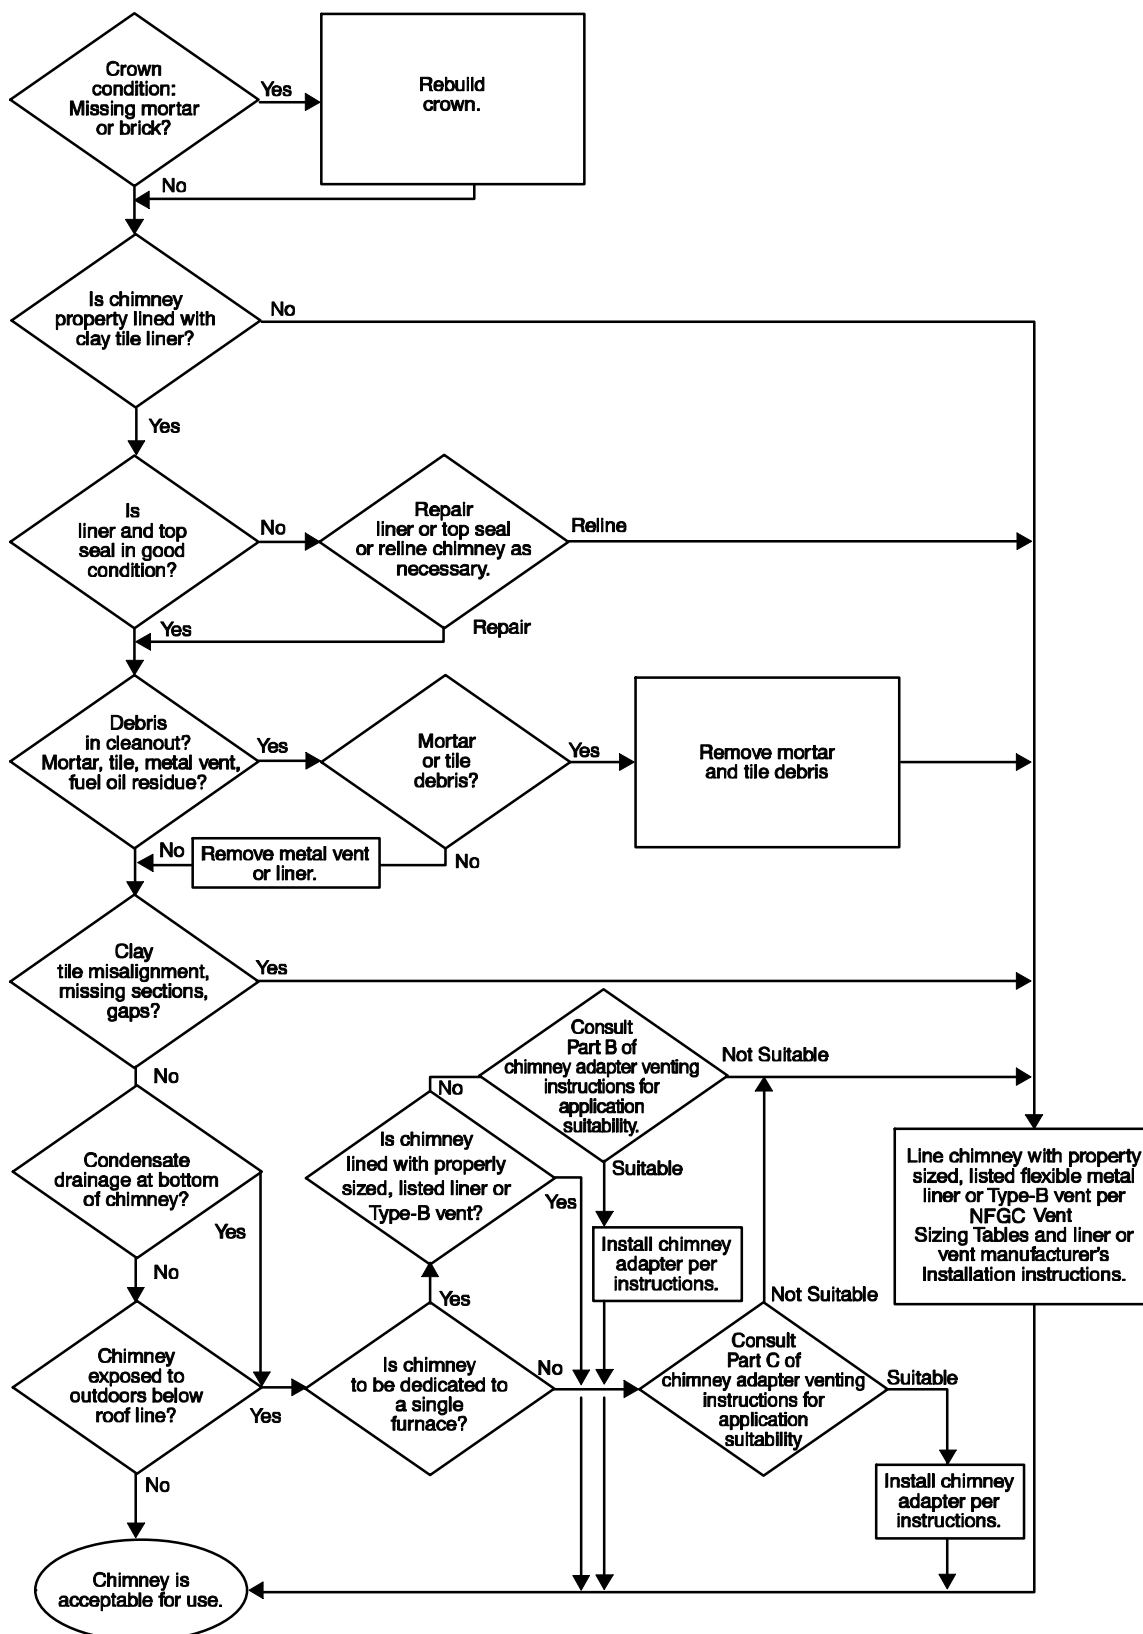 Crown
condition:
Missing mortar
or brick?
Yes
Rebuild
crown.
No
Is chimney
property lined with
clay tile liner?
No
Yes
Is
liner and top
seal in good
condition?
No
Repair
liner or top seal
or reline chimney as
necessary.
Reline
Yes
Repair
Debris
in cleanout?
Mortar, tile, metal vent,
fuel oil residue?
Yes
Mortar
or tile
debris?
Yes
Remove mortar
and tile debris
No
Remove metal vent
or liner.
No
Clay
tile misalignment,
missing sections,
gaps?
Yes
No
Consult
Part B of
chimney adapter venting
instructions for
application
suitability.
Not Suitable
No
Is chimney
lined with properly
sized, listed liner or
Type-B vent?
Yes
Suitable
Condensate
drainage at bottom
of chimney?
Yes
No
Install chimney
adapter per
instructions.
Line chimney with property
sized, listed flexible metal
liner or Type-B vent per
NFGC Vent
Sizing Tables and liner or
vent manufacturer's
Installation instructions.
Not Suitable
Yes
Chimney
exposed to
outdoors below
roof line?
Yes
No
Is chimney
to be dedicated to
a single
furnace?
No
Consult
Part C of
chimney adapter venting
instructions for
application
suitability
Suitable
Install chimney
adapter per
instructions.
Chimney is
acceptable for use.